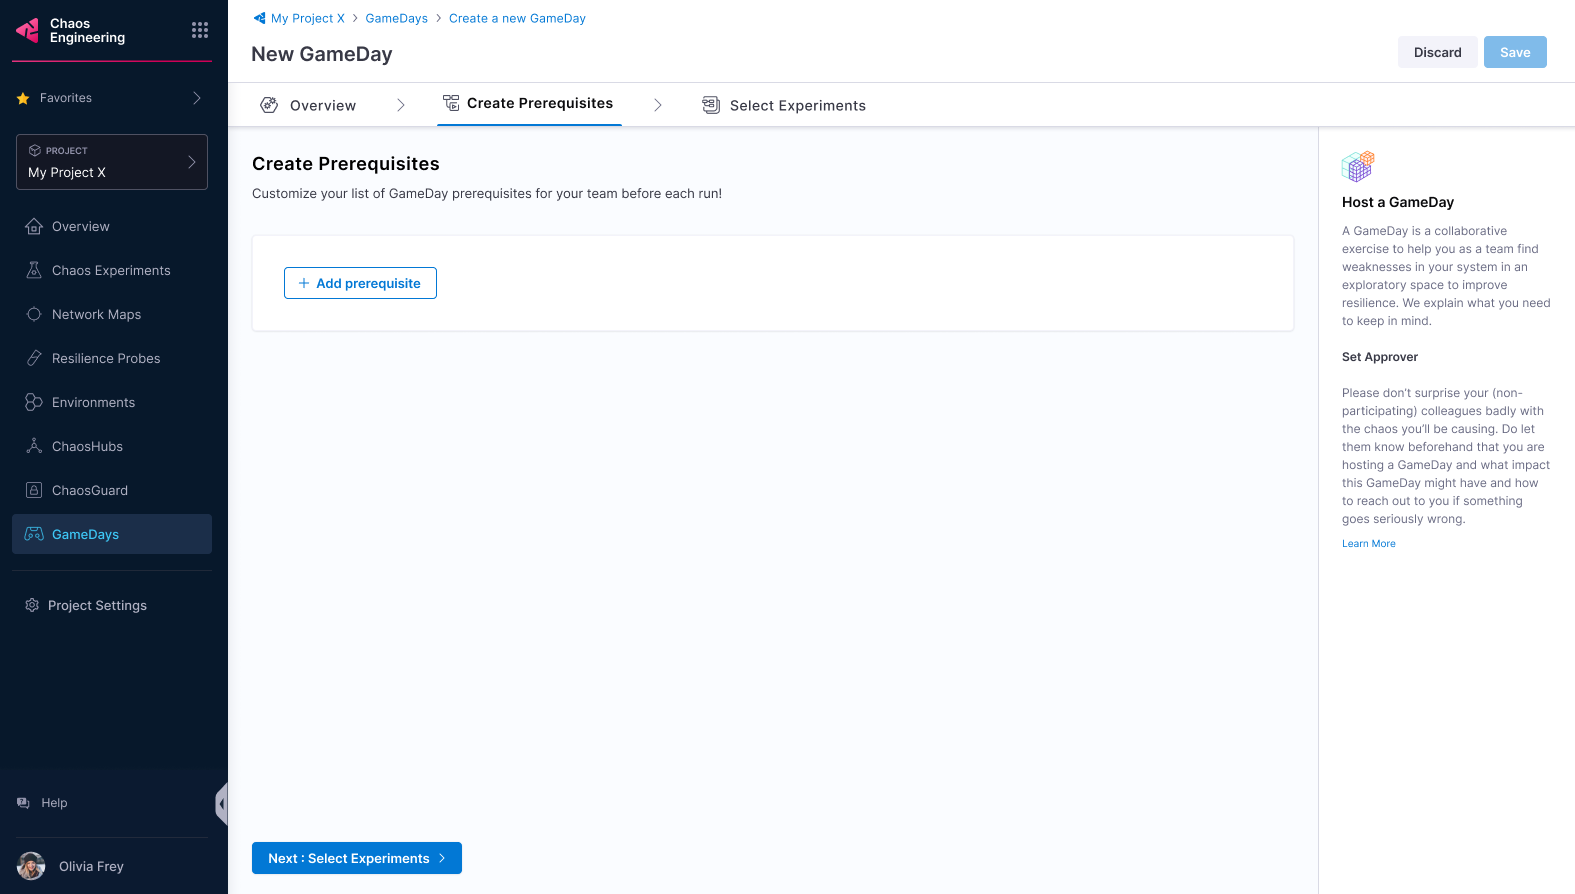 Chaos
Engineering
Favorites
PROJECT
My Project X
Overview
Chaos Experiments
Network Maps
Resilience Probes
Environments
ChaosHubs
ChaosGuard
GameDays
Project Settings
Help
Olivia Frey
My Project X > GameDays > Create a new GameDay
New GameDay
Discard
Save
Overview
Create Prerequisites
Select Experiments
Create Prerequisites
Customize your list of GameDay prerequisites for your team before each run!
+ Add prerequisite
Next : Select Experiments >
Host a GameDay
A GameDay is a collaborative
exercise to help you as a team find
weaknesses in your system in an
exploratory space to improve
resilience. We explain what you need
to keep in mind.
Set Approver
Please don’t surprise your (non-
participating) colleagues badly with
the chaos you’ll be causing. Do let
them know beforehand that you are
hosting a GameDay and what impact
this GameDay might have and how
to reach out to you if something
goes seriously wrong.
Learn More